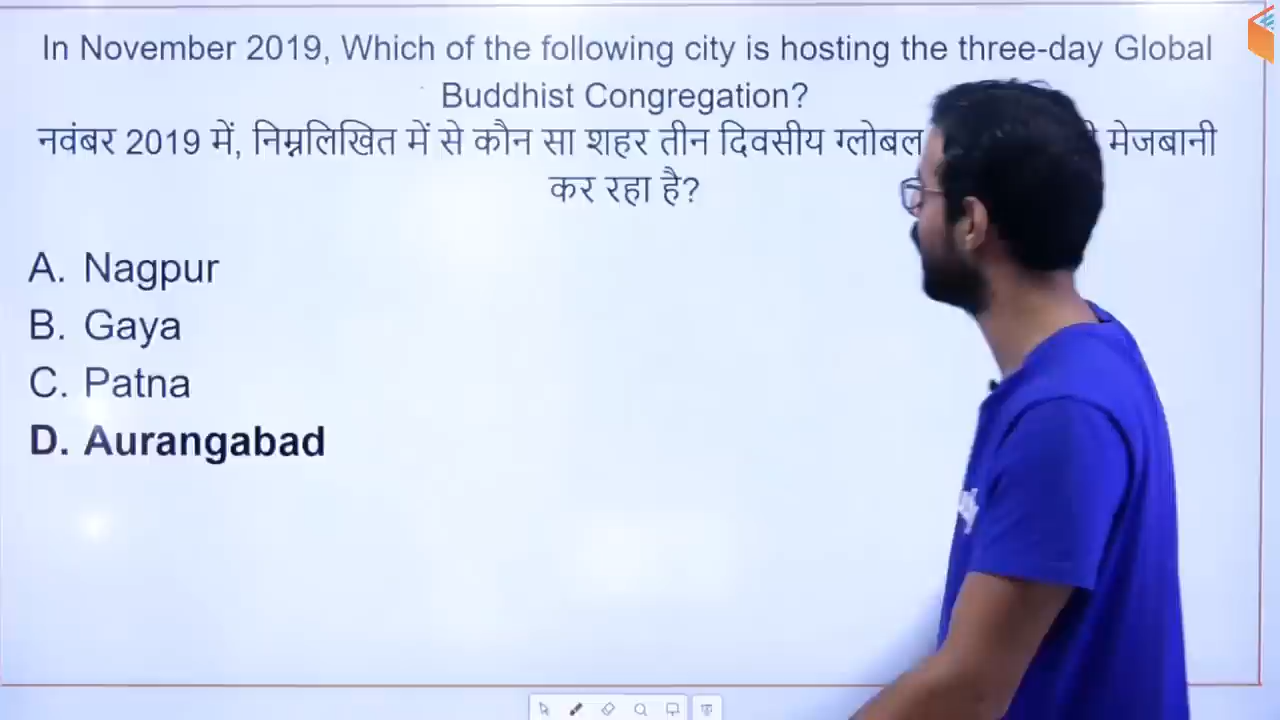 In November 2019, Which of the following city is hosting the three-day Global
Buddhist Congregation?
नवंबर 2019 में, निम्नलिखित में से कौन सा शहर तीन दिवसीय ग्लोबल मेजबानी
कर रहा है?
A. Nagpur
B. Gaya
C. Patna
D. Aurangabad